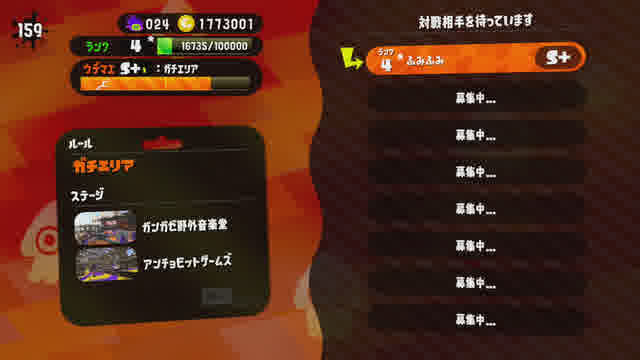 159
024
1773001
ランク 4★ 16735/100000
ウデマエ S+ : ガチエリア
ルール
ガチエリア
ステージ
ガンガゼ野外音楽堂
アンチョビットゲームズ
対戦相手を待っています
ランク 4★ ふみふみ S+
募集中...
募集中...
募集中...
募集中...
募集中...
募集中...
募集中...